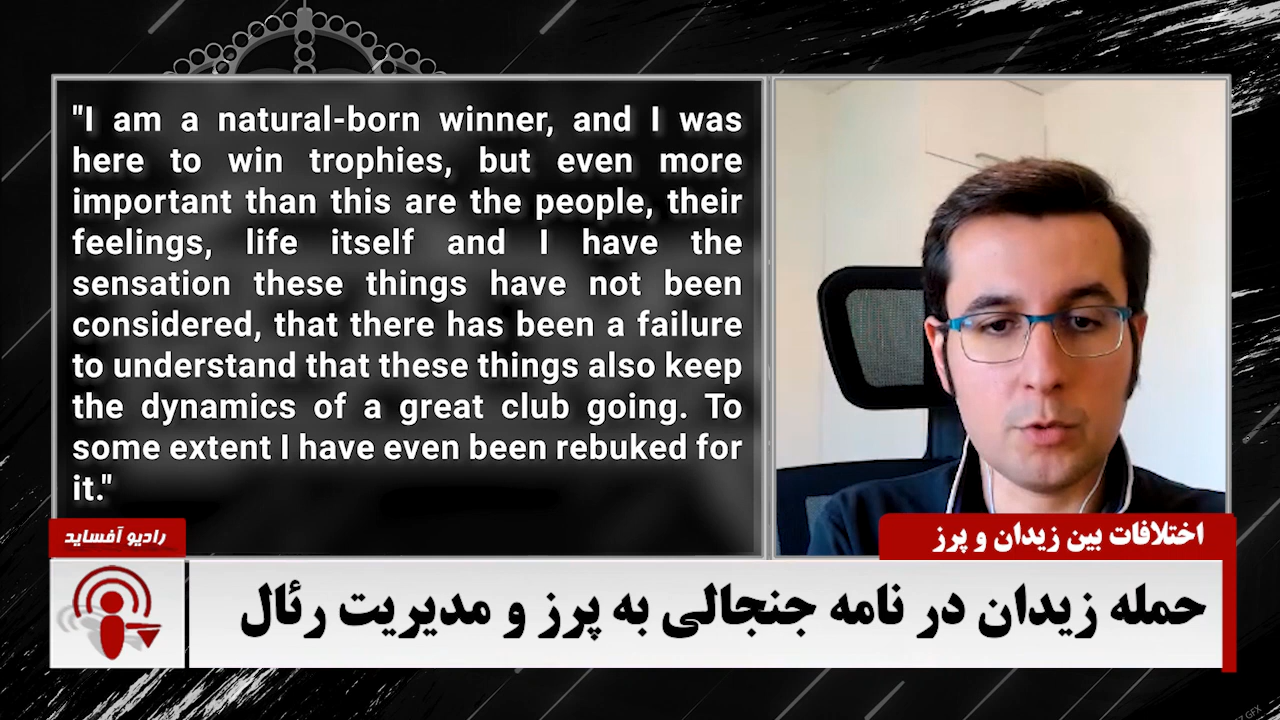 "I am a natural-born winner, and I was
here to win trophies, but even more
important than this are the people, their
feelings, life itself and I have the
sensation these things have not been
considered, that there has been a failure
to understand that these things also keep
the dynamics of a great club going. To
some extent I have even been rebuked for
it."
رادیو آفساید
اختلافات بین زیدان و پرز
حمله زیدان در نامه جنجالی به پرز و مدیریت رئال
GFX